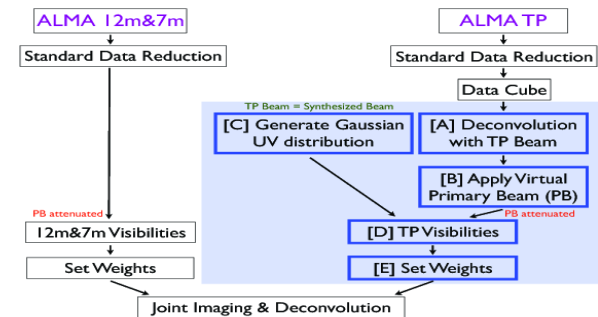 ALMA 12m&7m
Standard Data Reduction
PB attenuated
12m&7m Visibilities
Set Weights
ALMA TP
Standard Data Reduction
Data Cube
TP Beam = Synthesized Beam
[C] Generate Gaussian
UV distribution
[A] Deconvolution
with TP Beam
[B] Apply Virtual
Primary Beam (PB)
PB attenuated
[D] TP Visibilities
[E] Set Weights
Joint Imaging & Deconvolution